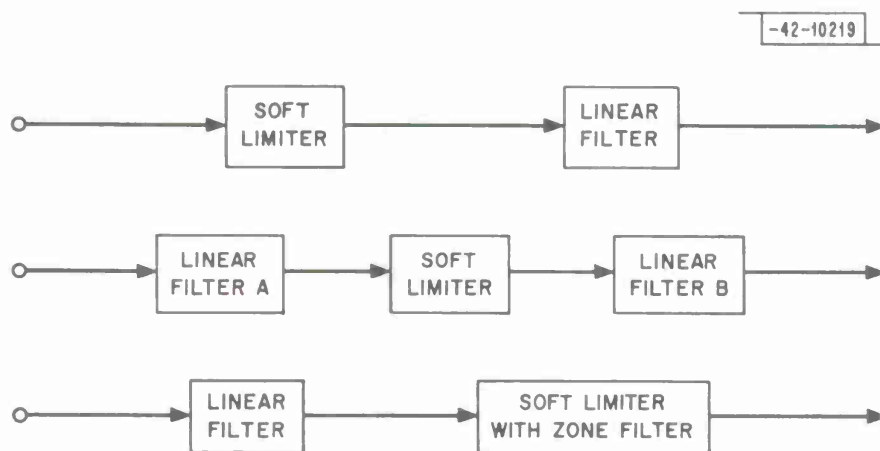 -42-10219
SOFT
LIMITER
LINEAR
FILTER
LINEAR
FILTER A
SOFT
LIMITER
LINEAR
FILTER B
LINEAR
FILTER
SOFT LIMITER
WITH ZONE FILTER